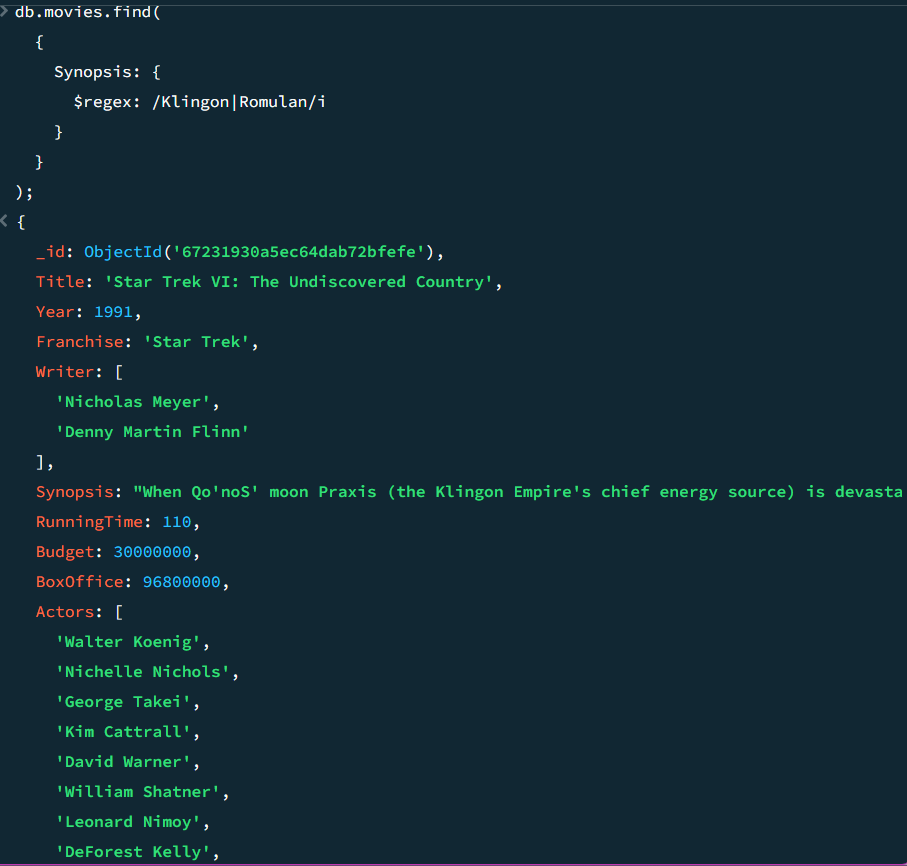 db.movies.find(
{
Synopsis: {
$regex: /Klingon|Romulan/i
}
}
);
{
_id: ObjectId('67231930a5ec64dab72bfefe'),
Title: 'Star Trek VI: The Undiscovered Country',
Year: 1991,
Franchise: 'Star Trek',
Writer: [
'Nicholas Meyer',
'Denny Martin Flinn'
],
Synopsis: "When Qo'noS' moon Praxis (the Klingon Empire's chief energy source) is devasta
RunningTime: 110,
Budget: 30000000,
BoxOffice: 96800000,
Actors: [
'Walter Koenig',
'Nichelle Nichols',
'George Takei',
'Kim Cattrall',
'David Warner',
'William Shatner',
'Leonard Nimoy',
'DeForest Kelly',